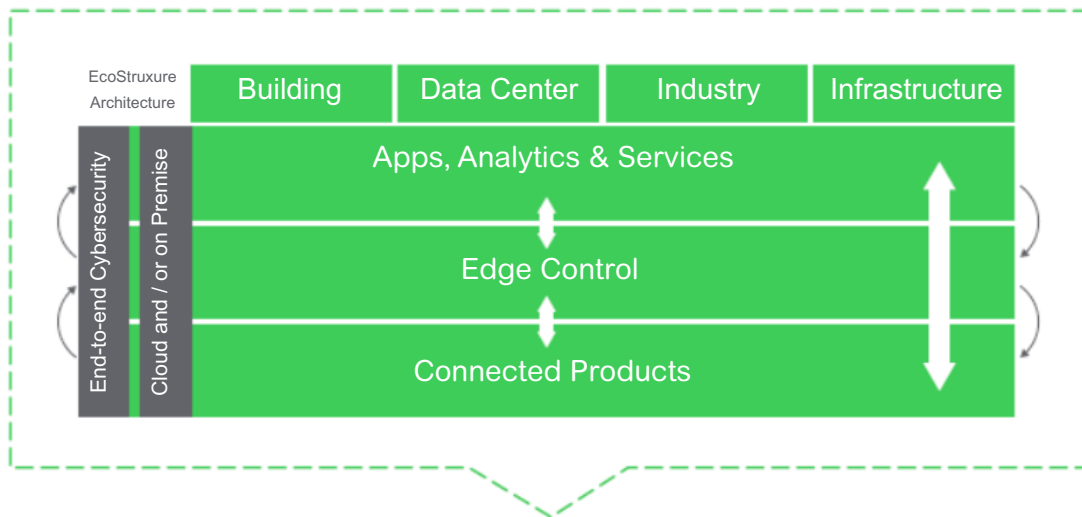 EcoStruxure
Architecture
Building
Data Center
Industry
Infrastructure
End-to-end Cybersecurity
Cloud and / or on Premise
Apps, Analytics & Services
Edge Control
Connected Products